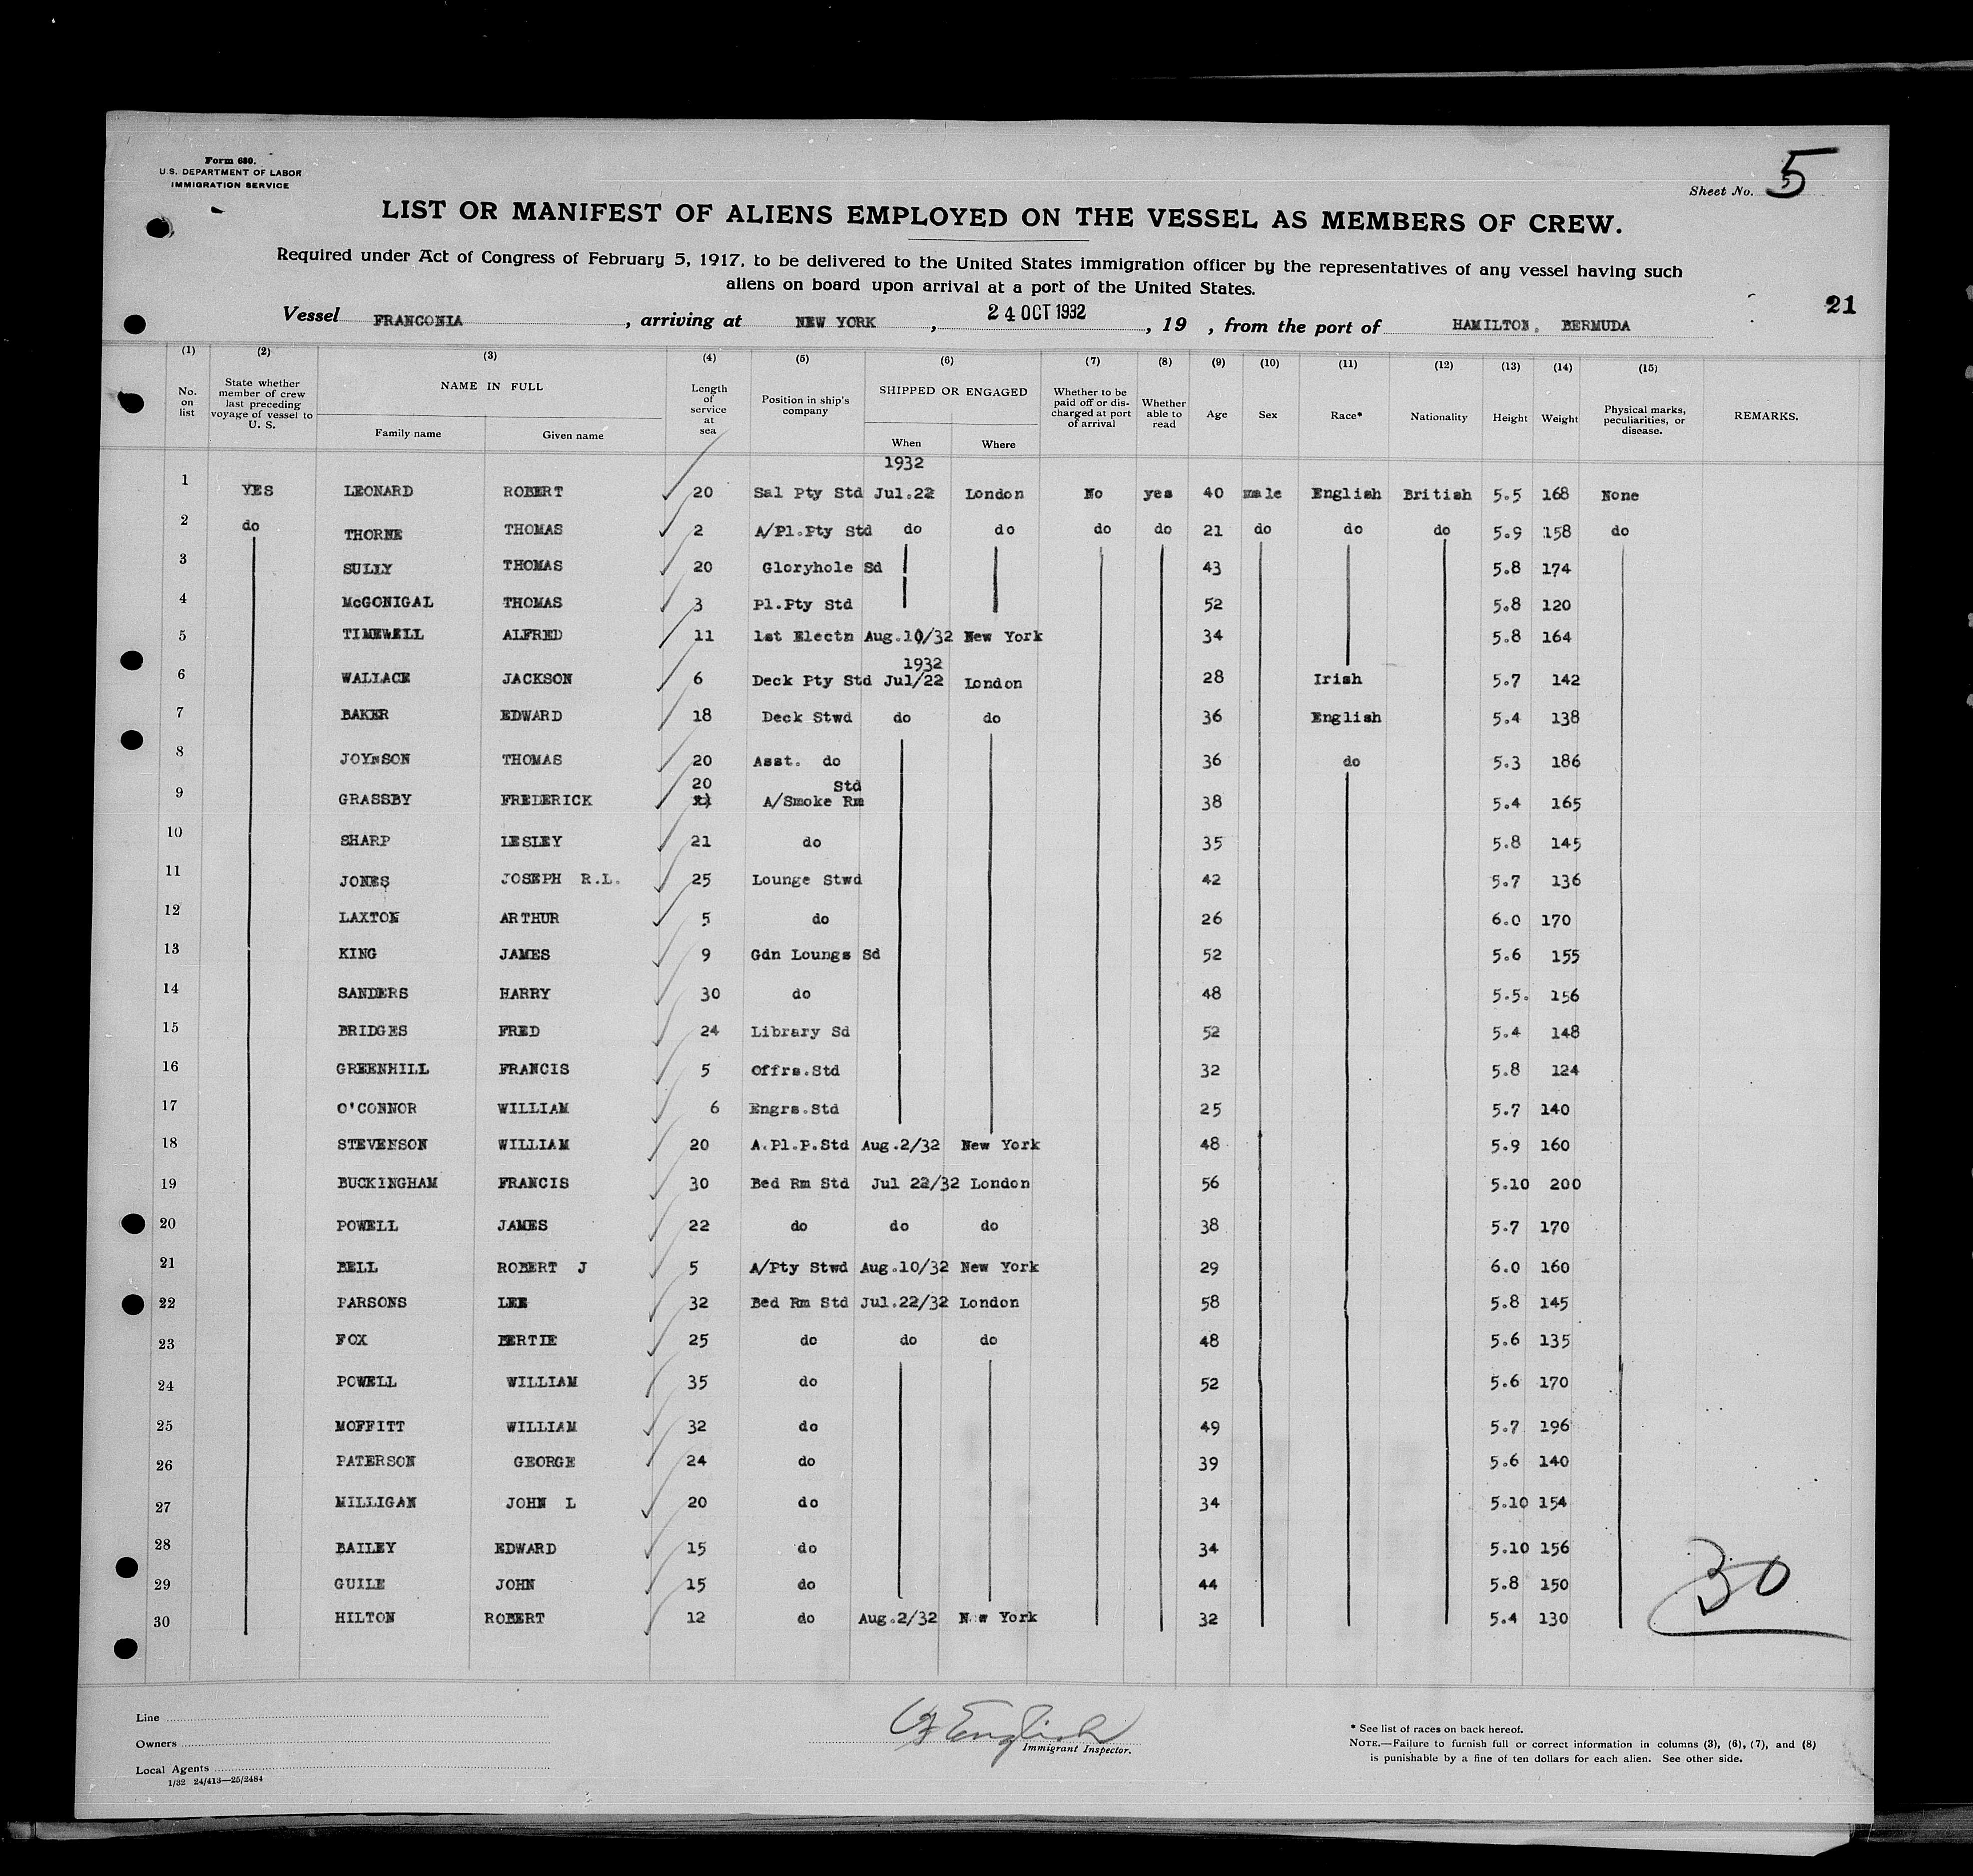 Form 680.
U. S. DEPARTMENT OF LABOR
IMMIGRATION SERVICE
Sheet No. 5
LIST OR MANIFEST OF ALIENS EMPLOYED ON THE VESSEL AS MEMBERS OF CREW.
Required under Act of Congress of February 5, 1917, to be delivered to the United States immigration officer by the representatives of any vessel having such
aliens on board upon arrival at a port of the United States.
21
Vessel FRANCONIA, arriving at NEW YORK, 24 OCT 1932, 19 , from the port of HAMILTON, BERMUDA
(1) (2) (3) (4) (5) (6) (7) (8) (9) (10) (11) (12) (13) (14) (15)
No. on list State whether member of crew last preceding voyage of vessel to U. S. NAME IN FULL Family name Given name Length of service at sea Position in ship's company SHIPPED OR ENGAGED When Where Whether to be paid off or discharged at port of arrival Whether able to read Age Sex Race* Nationality Height Weight Physical marks, peculiarities, or disease. REMARKS.
1932
1 YES LEONARD ROBERT 20 Sal Pty Std Jul.22 London No yes 40 male English British 5.5 168 None
2 do THORNE THOMAS 2 A/Pl.Pty Std do do do do 21 do do do 5.9 158 do
3 SULLY THOMAS 20 Gloryhole Sd 43 5.8 174
4 McGONIGAL THOMAS 3 Pl.Pty Std 52 5.8 120
5 TIMEWELL ALFRED 11 1st Electn Aug.10/32 New York 34 5.8 164
1932
6 WALLACE JACKSON 6 Deck Pty Std Jul/22 London 28 Irish 5.7 142
7 BAKER EDWARD 18 Deck Stwd do do 36 English 5.4 138
8 JOYNSON THOMAS 20 Asst. do 36 do 5.3 186
20 Std
9 GRASSBY FREDERICK A/Smoke Rm 38 5.4 165
10 SHARP LESLEY 21 do 35 5.8 145
11 JONES JOSEPH R.L. 25 Lounge Stwd 42 5.7 136
12 LAXTON ARTHUR 5 do 26 6.0 170
13 KING JAMES 9 Gdn Loungs Sd 52 5.6 155
14 SANDERS HARRY 30 do 48 5.5. 156
15 BRIDGES FRED 24 Library Sd 52 5.4 148
16 GREENHILL FRANCIS 5 Offrs.Std 32 5.8 124
17 O'CONNOR WILLIAM 6 Engrs.Std 25 5.7 140
18 STEVENSON WILLIAM 20 A.Pl.P.Std Aug.2/32 New York 48 5.9 160
19 BUCKINGHAM FRANCIS 30 Bed Rm Std Jul 22/32 London 56 5.10 200
20 POWELL JAMES 22 do do do 38 5.7 170
21 BELL ROBERT J 5 A/Pty Stwd Aug.10/32 New York 29 6.0 160
22 PARSONS LEE 32 Bed Rm Std Jul.22/32 London 58 5.8 145
23 FOX BERTIE 25 do do do 48 5.6 135
24 POWELL WILLIAM 35 do 52 5.6 170
25 MOFFITT WILLIAM 32 do 49 5.7 196
26 PATERSON GEORGE 24 do 39 5.6 140
27 MILLIGAN JOHN L 20 do 34 5.10 154
28 BAILEY EDWARD 15 do 34 5.10 156
29 GUILE JOHN 15 do 44 5.8 150
30 HILTON ROBERT 12 do Aug.2/32 New York 32 5.4 130
30
Line
Owners
Local Agents
1/32 24/413—25/2484
English
Immigrant Inspector.
* See list of races on back hereof.
NOTE.—Failure to furnish full or correct information in columns (3), (6), (7), and (8)
is punishable by a fine of ten dollars for each alien. See other side.